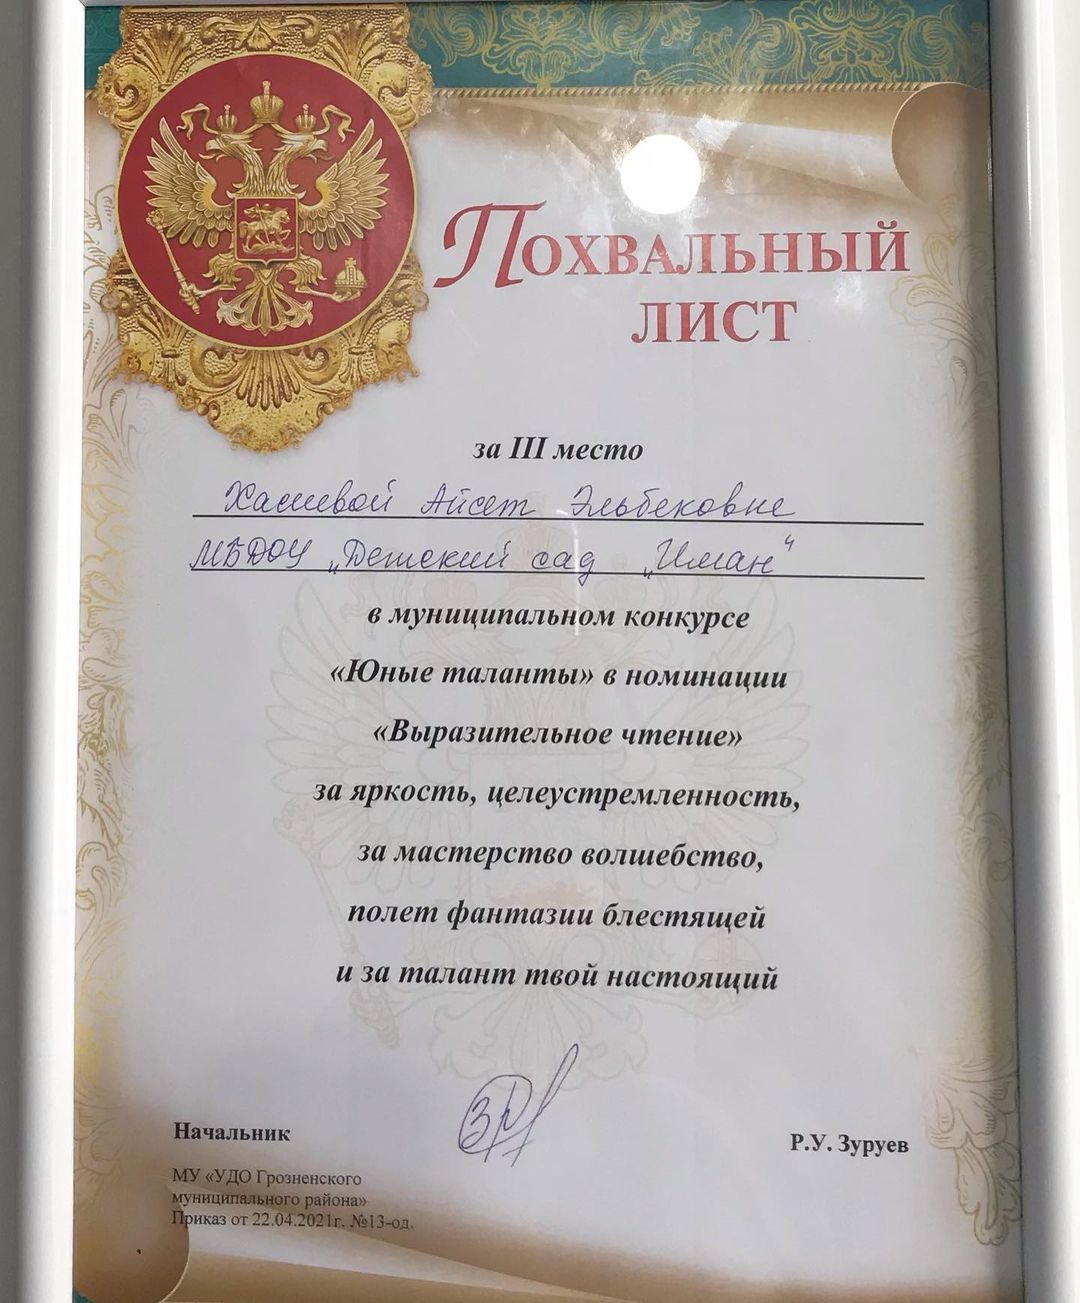 Похвальный
лист
за III место
Хашевой Айсет Эльбековне
МБДОУ „Детский сад „Иман"
в муниципальном конкурсе
«Юные таланты» в номинации
«Выразительное чтение»
за яркость, целеустремленность,
за мастерство волшебство,
полет фантазии блестящей
и за талант твой настоящий
Начальник
Р.У. Зуруев
МУ «УДО Грозненского
муниципального района»
Приказ от 22.04.2021г. №13-од.